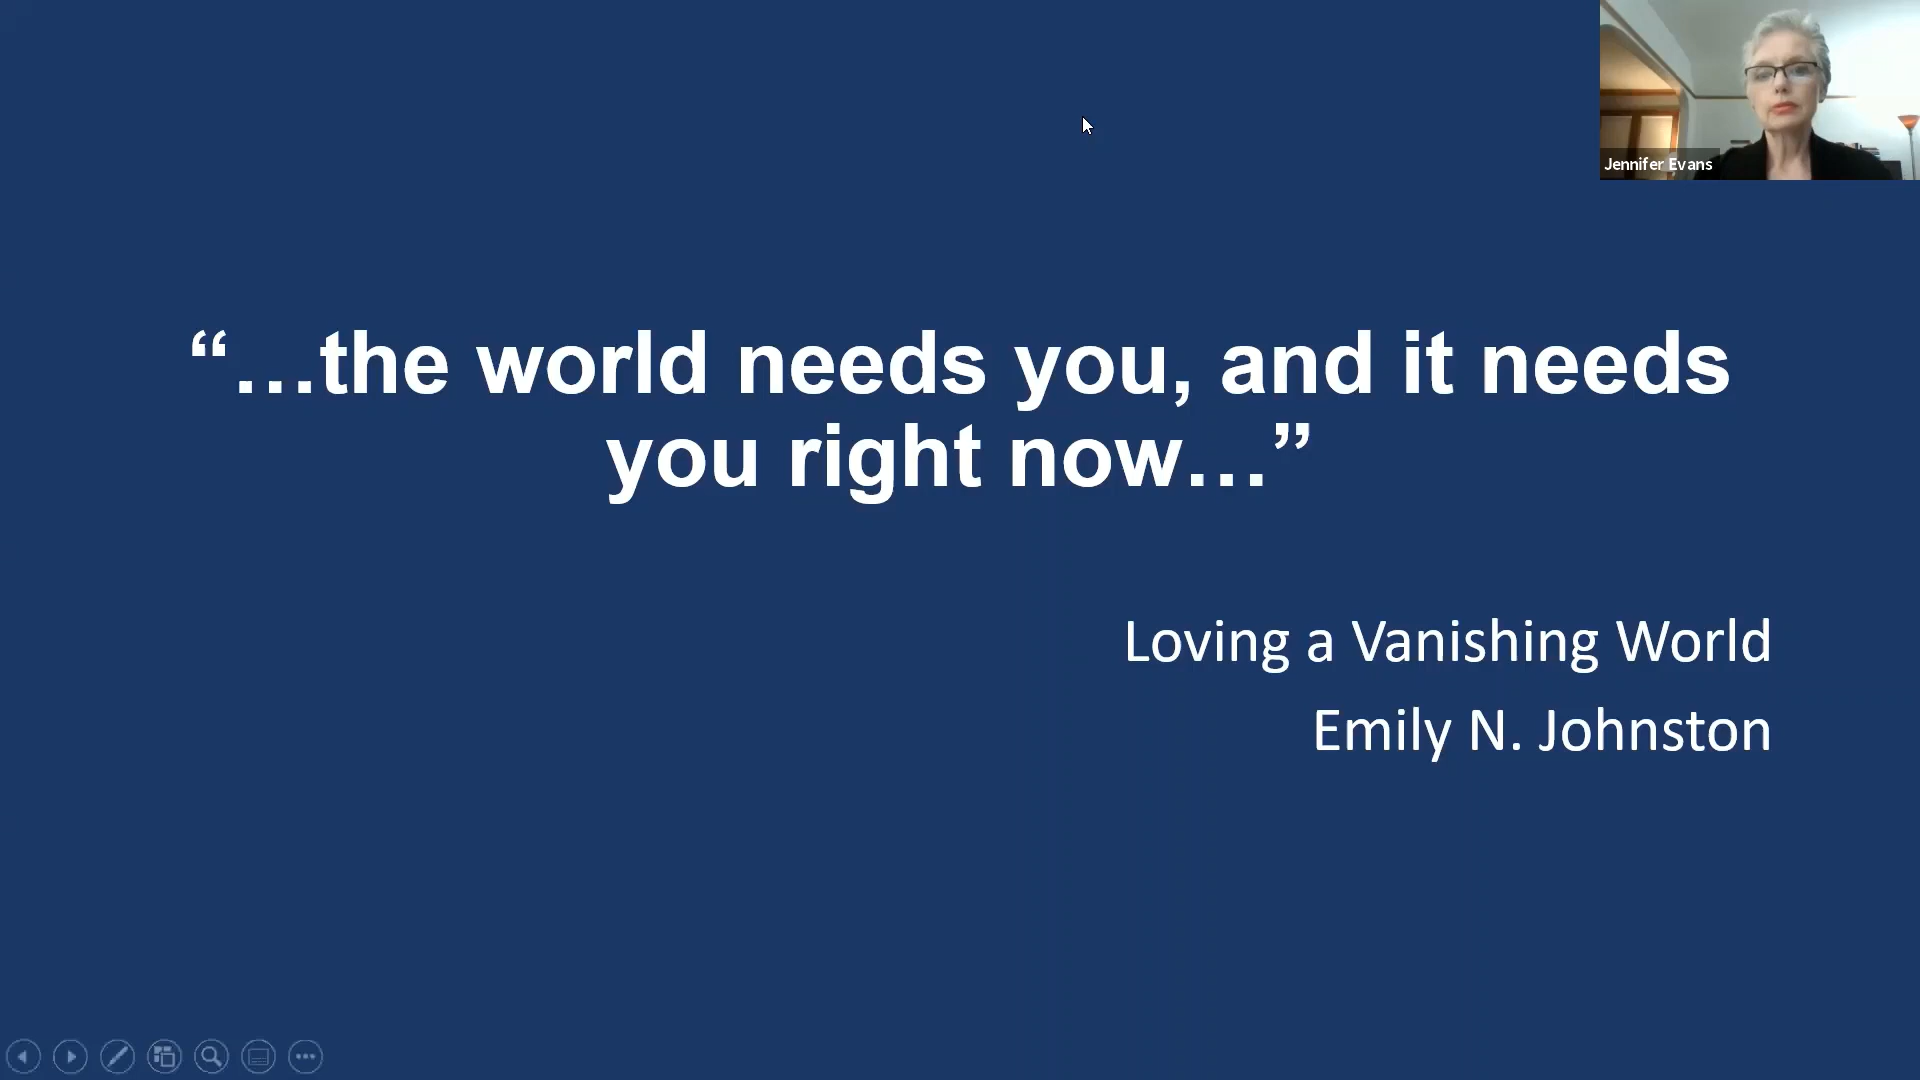 Jennifer Evans
“…the world needs you, and it needs
you right now…”
Loving a Vanishing World
Emily N. Johnston